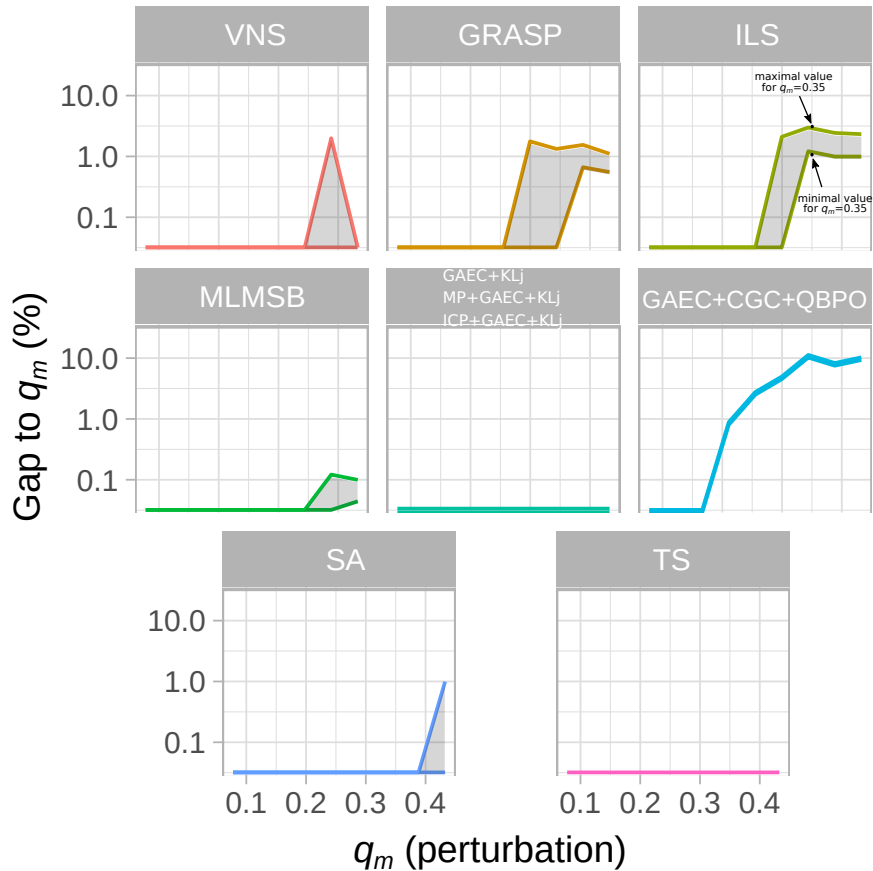 VNS
GRASP
ILS
10.0
1.0
0.1
maximal value
for qm=0.35
minimal value
for qm=0.35
MLMSB
GAEC+KLj
MP+GAEC+KLj
ICP+GAEC+KLj
GAEC+CGC+QBPO
10.0
1.0
0.1
Gap to qm (%)
SA
TS
10.0
1.0
0.1
0.1 0.2 0.3 0.4
0.1 0.2 0.3 0.4
qm (perturbation)